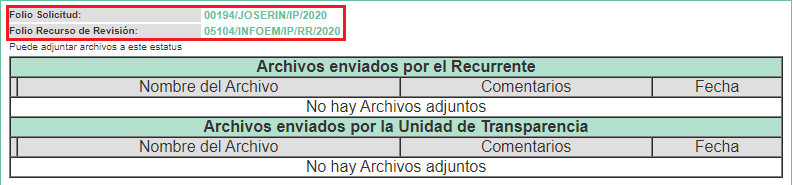 Folio Solicitud: 00194/JOSERIN/IP/2020
Folio Recurso de Revisión: 05104/INFOEM/IP/RR/2020
Puede adjuntar archivos a este estatus
Archivos enviados por el Recurrente
Nombre del Archivo Comentarios Fecha
No hay Archivos adjuntos
Archivos enviados por la Unidad de Transparencia
Nombre del Archivo Comentarios Fecha
No hay Archivos adjuntos